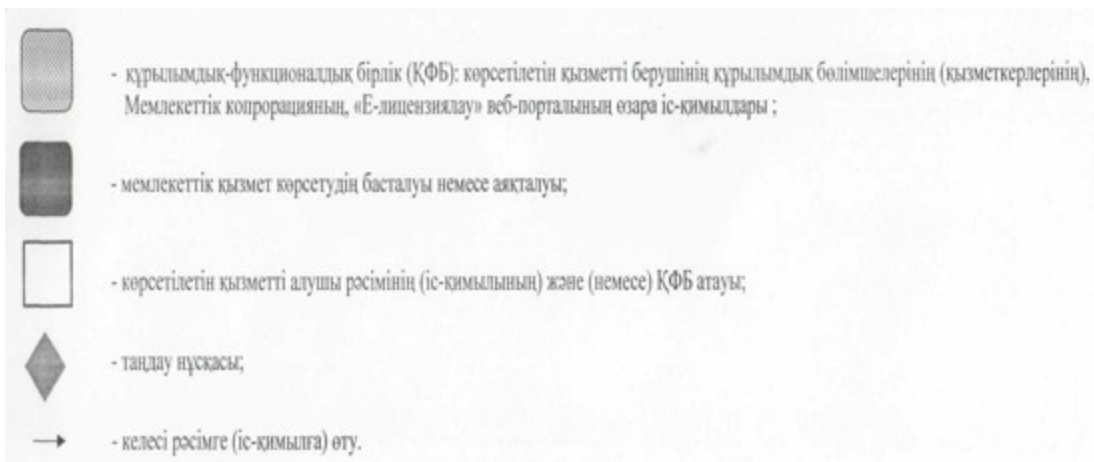 - құрылымдық-функционалдық бірлік (ҚФБ): көрсетілетін қызметті берушінің құрылымдық бөлімшелерінің (қызметкерлерінің),
Мемлекеттік копрорацияның, «Е-лицензиялау» веб-порталының өзара іс-қимылдары ;
- мемлекеттік қызмет көрсетудің басталуы немесе аяқталуы;
- көрсетілетін қызметті алушы рәсімінің (іс-қимылының) және (немесе) ҚФБ атауы;
- таңдау нұсқасы;
- келесі рәсімге (іс-қимылға) өту.